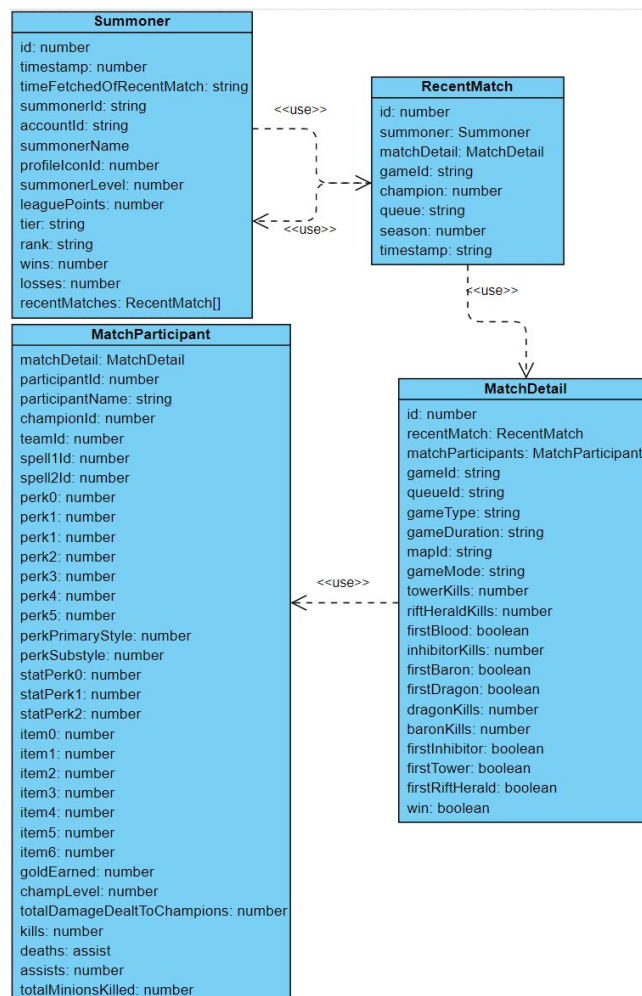 Summoner
id: number
timestamp: number
timeFetchedOfRecentMatch: string
summonerId: string
accountId: string
summonerName
profileIconId: number
summonerLevel: number
leaguePoints: number
tier: string
rank: string
wins: number
losses: number
recentMatches: RecentMatch[]
<<use>>
<<use>>
RecentMatch
id: number
summoner: Summoner
matchDetail: MatchDetail
gameId: string
champion: number
queue: string
season: number
timestamp: string
<<use>>
MatchParticipant
matchDetail: MatchDetail
participantId: number
participantName: string
championId: number
teamId: number
spell1Id: number
spell2Id: number
perk0: number
perk1: number
perk1: number
perk2: number
perk3: number
perk4: number
perk5: number
perkPrimaryStyle: number
perkSubstyle: number
statPerk0: number
statPerk1: number
statPerk2: number
item0: number
item1: number
item2: number
item3: number
item4: number
item5: number
item6: number
goldEarned: number
champLevel: number
totalDamageDealtToChampions: number
kills: number
deaths: assist
assists: number
totalMinionsKilled: number
<<use>>
MatchDetail
id: number
recentMatch: RecentMatch
matchParticipants: MatchParticipant
gameId: string
queueId: string
gameType: string
gameDuration: string
mapId: string
gameMode: string
towerKills: number
riftHeraldKills: number
firstBlood: boolean
inhibitorKills: number
firstBaron: boolean
firstDragon: boolean
dragonKills: number
baronKills: number
firstInhibitor: boolean
firstTower: boolean
firstRiftHerald: boolean
win: boolean